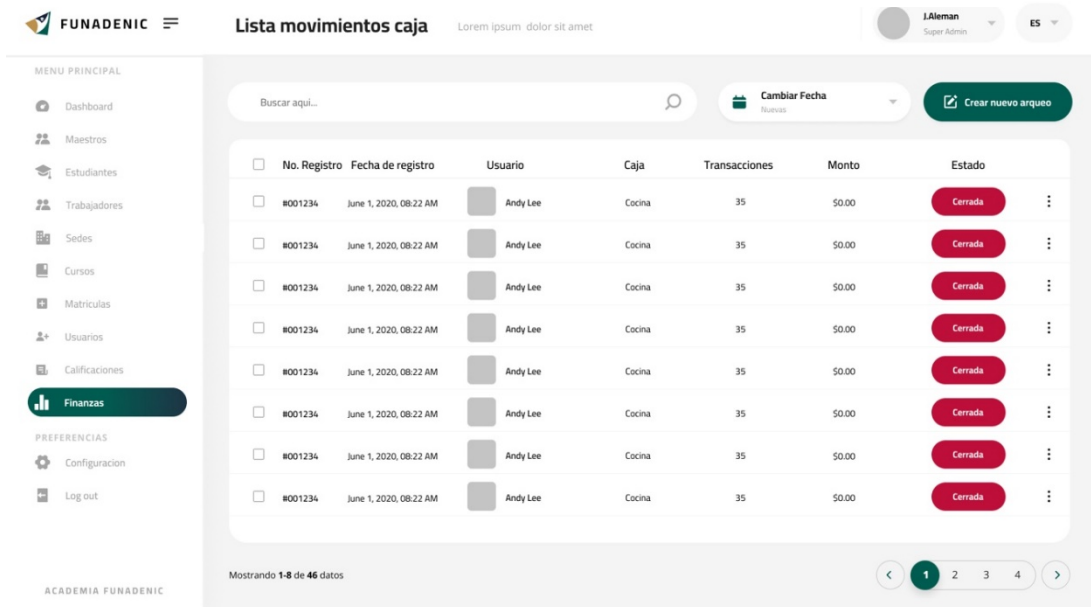 FUNADENIC
Lista movimientos caja
Lorem ipsum dolor sit amet
J.Aleman
Super Admin
ES
MENU PRINCIPAL
Dashboard
Maestros
Estudiantes
Trabajadores
Sedes
Cursos
Matriculas
Usuarios
Calificaciones
Finanzas
PREFERENCIAS
Configuracion
Log out
ACADEMIA FUNADENIC
Buscar aqui...
Cambiar Fecha
Nuevas
Crear nuevo arqueo
No. Registro Fecha de registro Usuario Caja Transacciones Monto Estado
#001234 June 1, 2020, 08:22 AM Andy Lee Cocina 35 $0.00 Cerrada
#001234 June 1, 2020, 08:22 AM Andy Lee Cocina 35 $0.00 Cerrada
#001234 June 1, 2020, 08:22 AM Andy Lee Cocina 35 $0.00 Cerrada
#001234 June 1, 2020, 08:22 AM Andy Lee Cocina 35 $0.00 Cerrada
#001234 June 1, 2020, 08:22 AM Andy Lee Cocina 35 $0.00 Cerrada
#001234 June 1, 2020, 08:22 AM Andy Lee Cocina 35 $0.00 Cerrada
#001234 June 1, 2020, 08:22 AM Andy Lee Cocina 35 $0.00 Cerrada
#001234 June 1, 2020, 08:22 AM Andy Lee Cocina 35 $0.00 Cerrada
Mostrando 1-8 de 46 datos
1 2 3 4